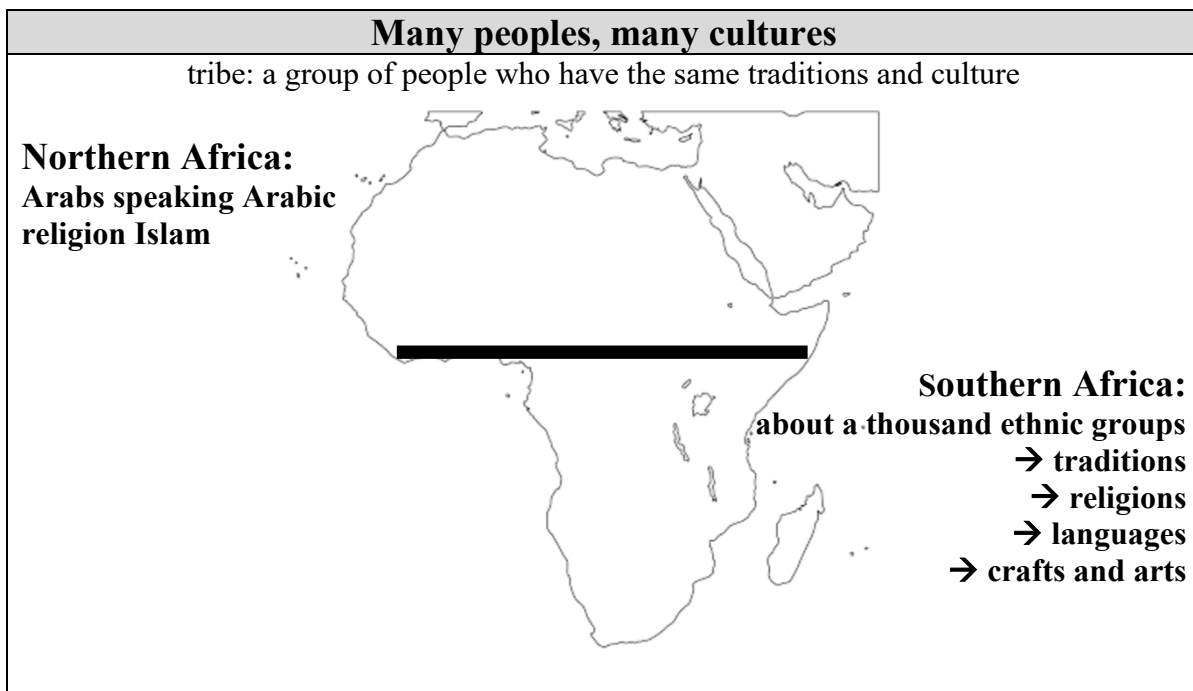 Many peoples, many cultures
tribe: a group of people who have the same traditions and culture
Northern Africa:
Arabs speaking Arabic
religion Islam
Southern Africa:
about a thousand ethnic groups
→ traditions
→ religions
→ languages
→ crafts and arts